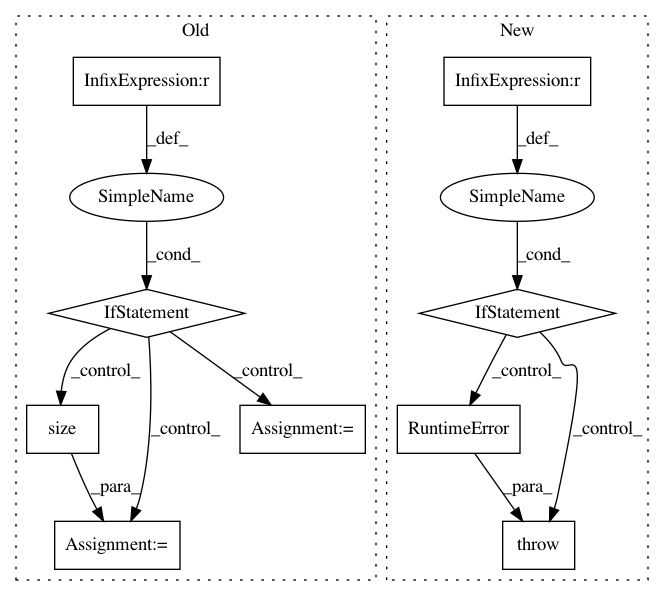 Old
New
InfixExpression:r
InfixExpression:r
_def_
_def_
SimpleName
SimpleName
_cond_
_cond_
IfStatement
IfStatement
_control_
_control_
_control_
_control_
_control_
size
Assignment:=
RuntimeError
_para_
_para_
Assignment:=
throw